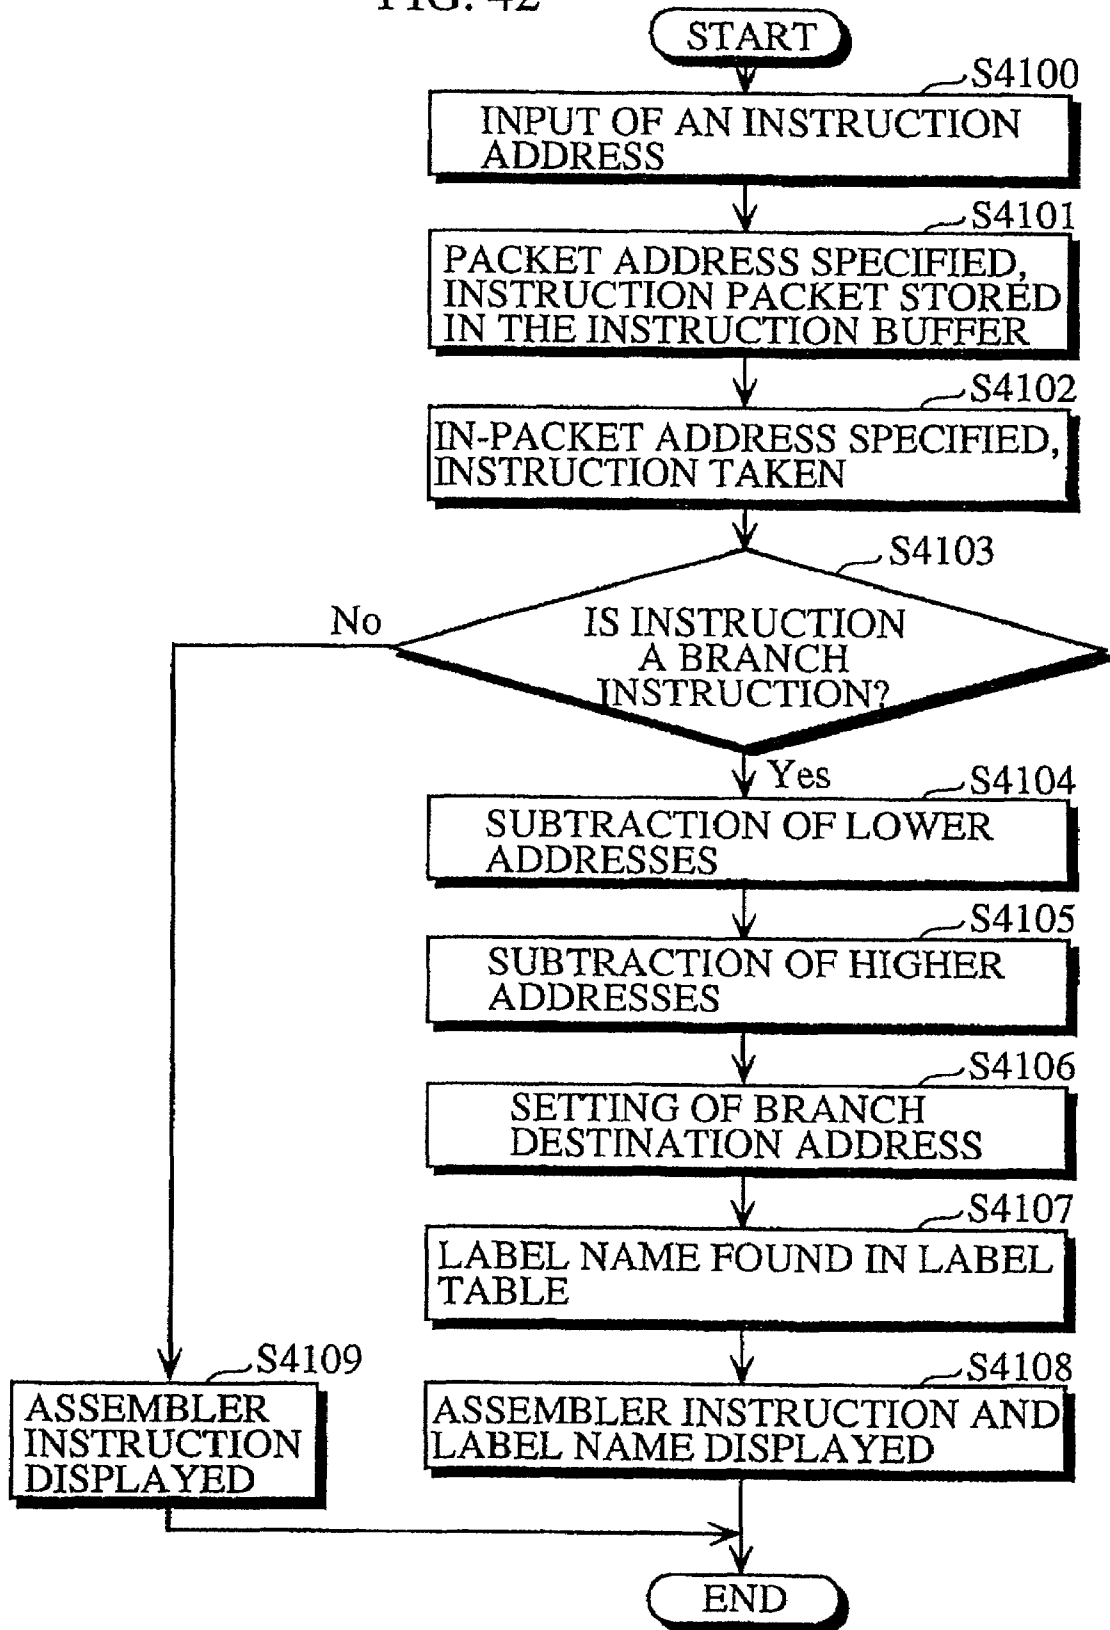 FIG. 42
START
S4100
INPUT OF AN INSTRUCTION
ADDRESS
S4101
PACKET ADDRESS SPECIFIED,
INSTRUCTION PACKET STORED
IN THE INSTRUCTION BUFFER
S4102
IN-PACKET ADDRESS SPECIFIED,
INSTRUCTION TAKEN
S4103
No
IS INSTRUCTION
A BRANCH
INSTRUCTION?
Yes
S4104
SUBTRACTION OF LOWER
ADDRESSES
S4105
SUBTRACTION OF HIGHER
ADDRESSES
S4106
SETTING OF BRANCH
DESTINATION ADDRESS
S4107
LABEL NAME FOUND IN LABEL
TABLE
S4109
ASSEMBLER
INSTRUCTION
DISPLAYED
S4108
ASSEMBLER INSTRUCTION AND
LABEL NAME DISPLAYED
END